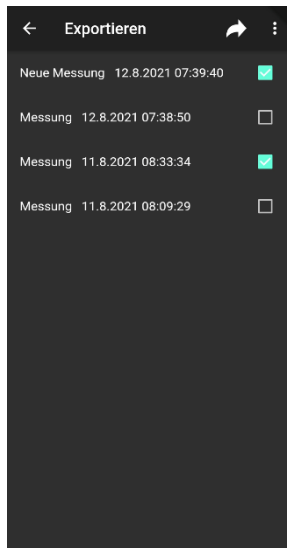 Exportieren
Neue Messung 12.8.2021 07:39:40
Messung 12.8.2021 07:38:50
Messung 11.8.2021 08:33:34
Messung 11.8.2021 08:09:29